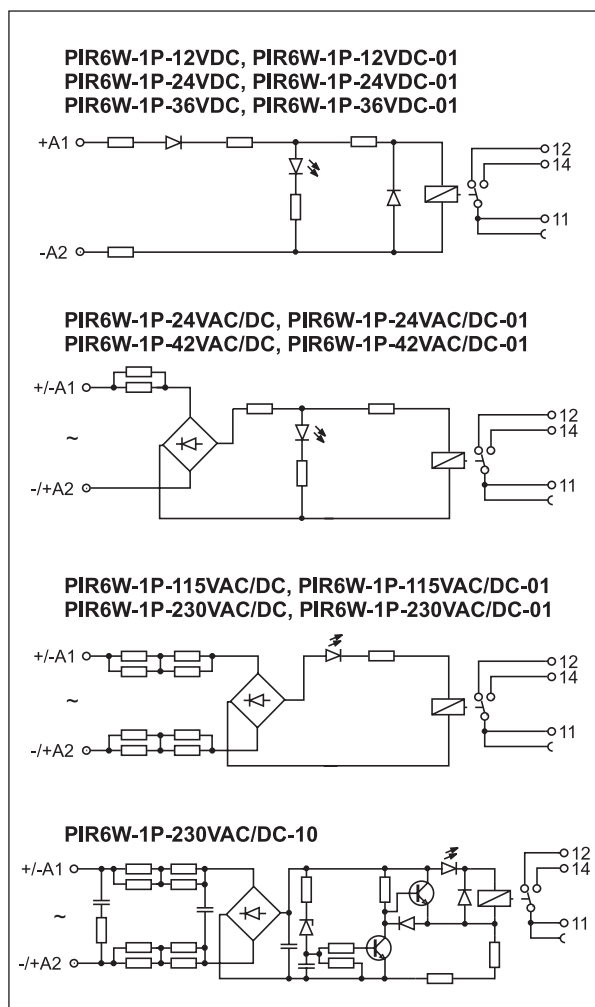 PIR6W-1P-12VDC, PIR6W-1P-12VDC-01
PIR6W-1P-24VDC, PIR6W-1P-24VDC-01
PIR6W-1P-36VDC, PIR6W-1P-36VDC-01
+A1
12
14
11
-A2
PIR6W-1P-24VAC/DC, PIR6W-1P-24VAC/DC-01
PIR6W-1P-42VAC/DC, PIR6W-1P-42VAC/DC-01
+/-A1
12
14
~
-/+A2
11
PIR6W-1P-115VAC/DC, PIR6W-1P-115VAC/DC-01
PIR6W-1P-230VAC/DC, PIR6W-1P-230VAC/DC-01
+/-A1
12
14
~
11
-/+A2
PIR6W-1P-230VAC/DC-10
+/-A1
12
14
~
11
-/+A2